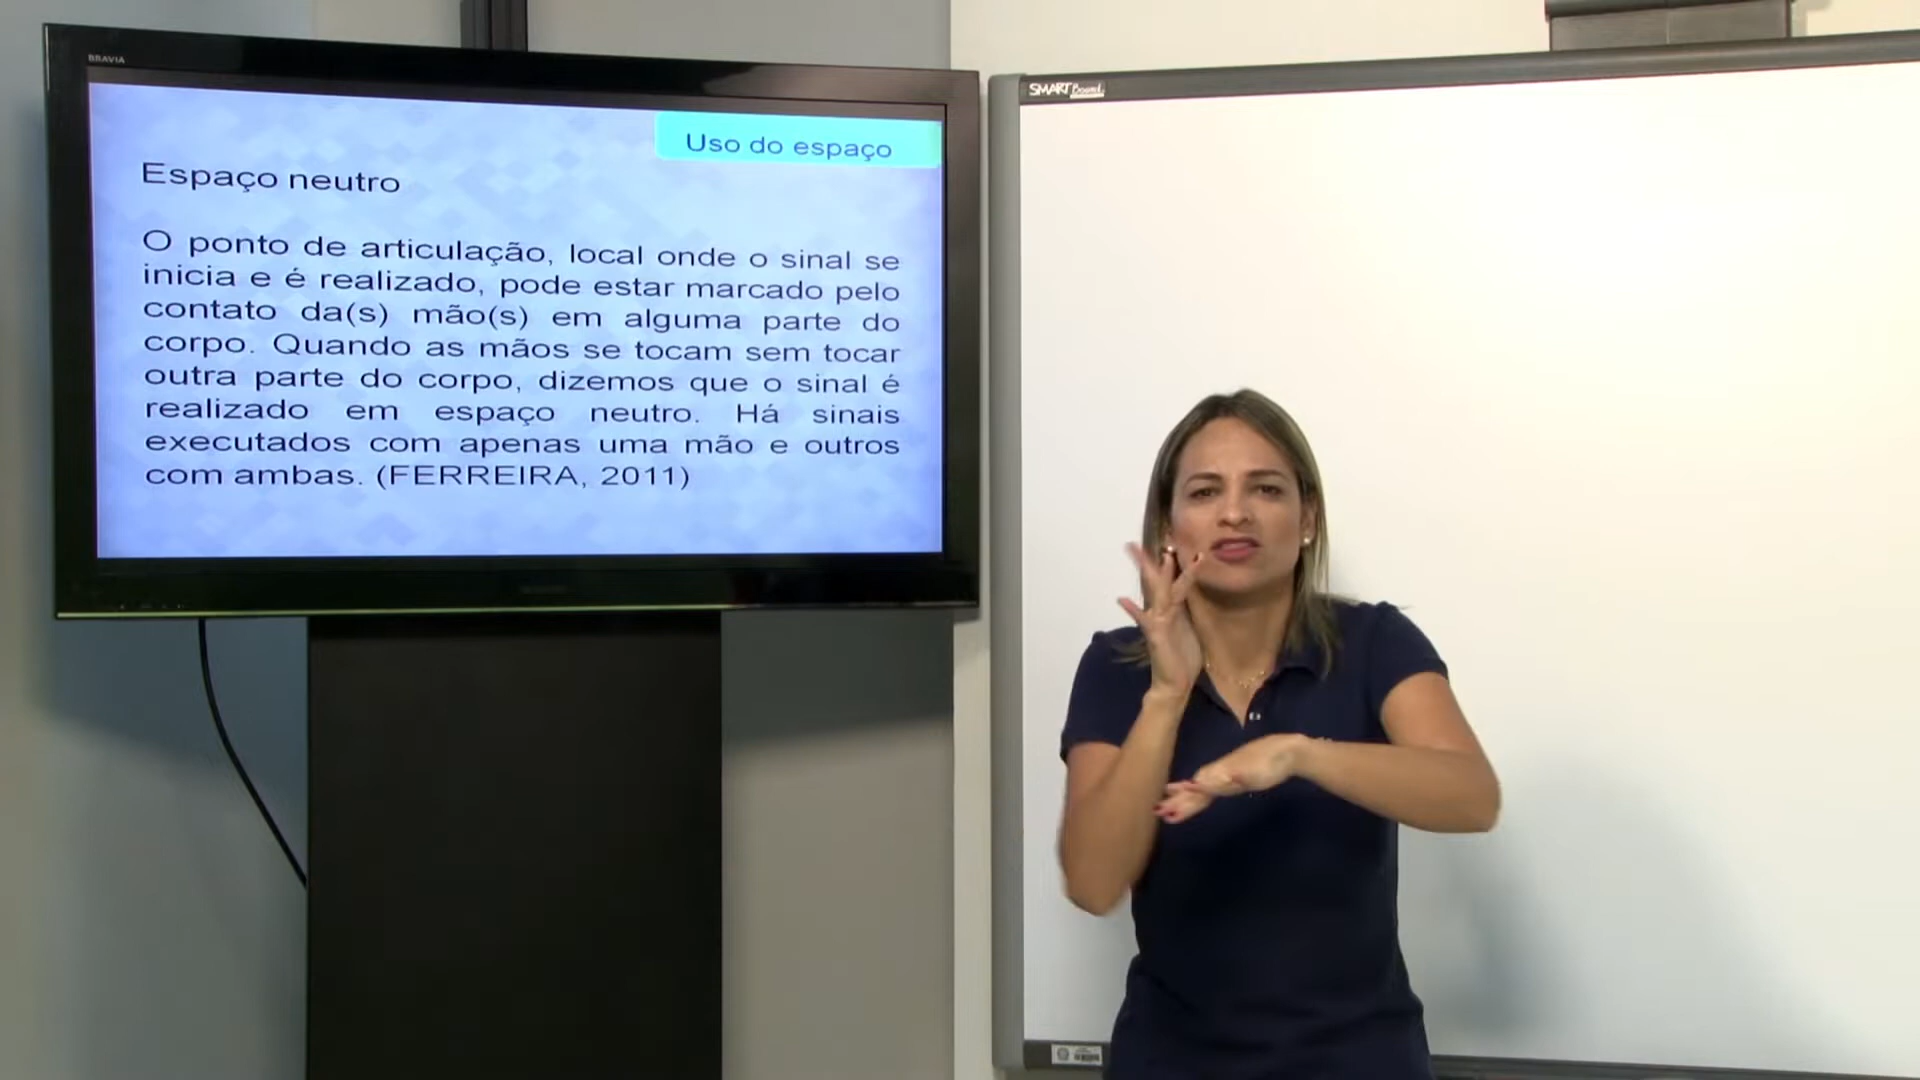 BRAVIA
Uso do espaço
Espaço neutro
O ponto de articulação, local onde o sinal se
inicia e é realizado, pode estar marcado pelo
contato da(s) mão(s) em alguma parte do
corpo. Quando as mãos se tocam sem tocar
outra parte do corpo, dizemos que o sinal é
realizado em espaço neutro. Há sinais
executados com apenas uma mão e outros
com ambas. (FERREIRA, 2011)
SMART Board